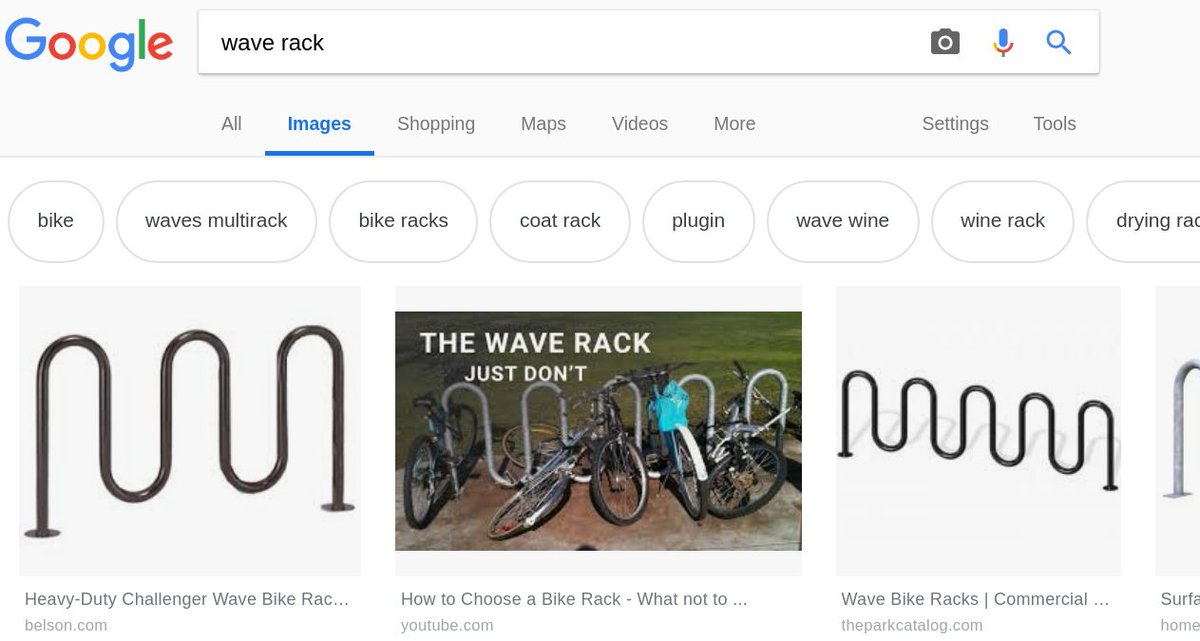 Google
wave rack
All Images Shopping Maps Videos More Settings Tools
bike waves multirack bike racks coat rack plugin wave wine wine rack drying rac
THE WAVE RACK
JUST DON'T
Heavy-Duty Challenger Wave Bike Rac… How to Choose a Bike Rack - What not to ... Wave Bike Racks | Commercial … Surfa
belson.com youtube.com theparkcatalog.com home